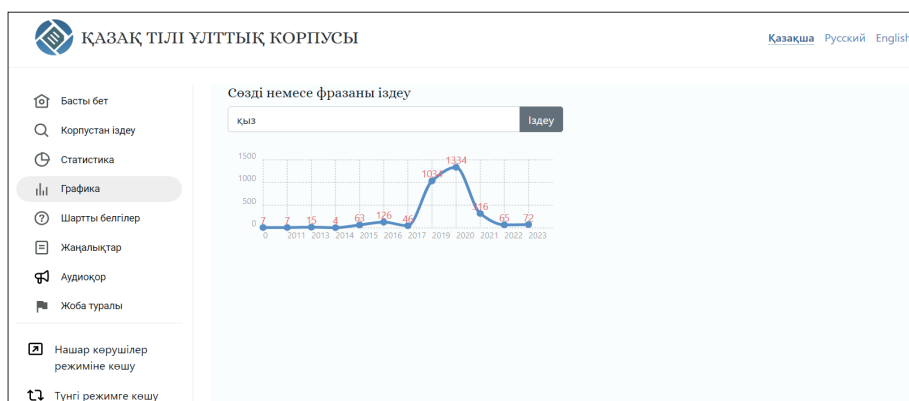 ҚАЗАҚ ТІЛІ ҰЛТТЫҚ КОРПУСЫ
Қазақша Русский English
Басты бет
Корпустан іздеу
Статистика
Графика
Шартты белгілер
Жаңалықтар
Аудиоқор
Жоба туралы
Нашар көрушілер
режиміне көшу
Түнгі режимге көшу
Сөзді немесе фразаны іздеу
қыз Іздеу
1500
1000
500
0
7 7 15 4 63 126 46 1034 1334 316 65 72
0 2011 2013 2014 2015 2016 2017 2019 2020 2021 2022 2023